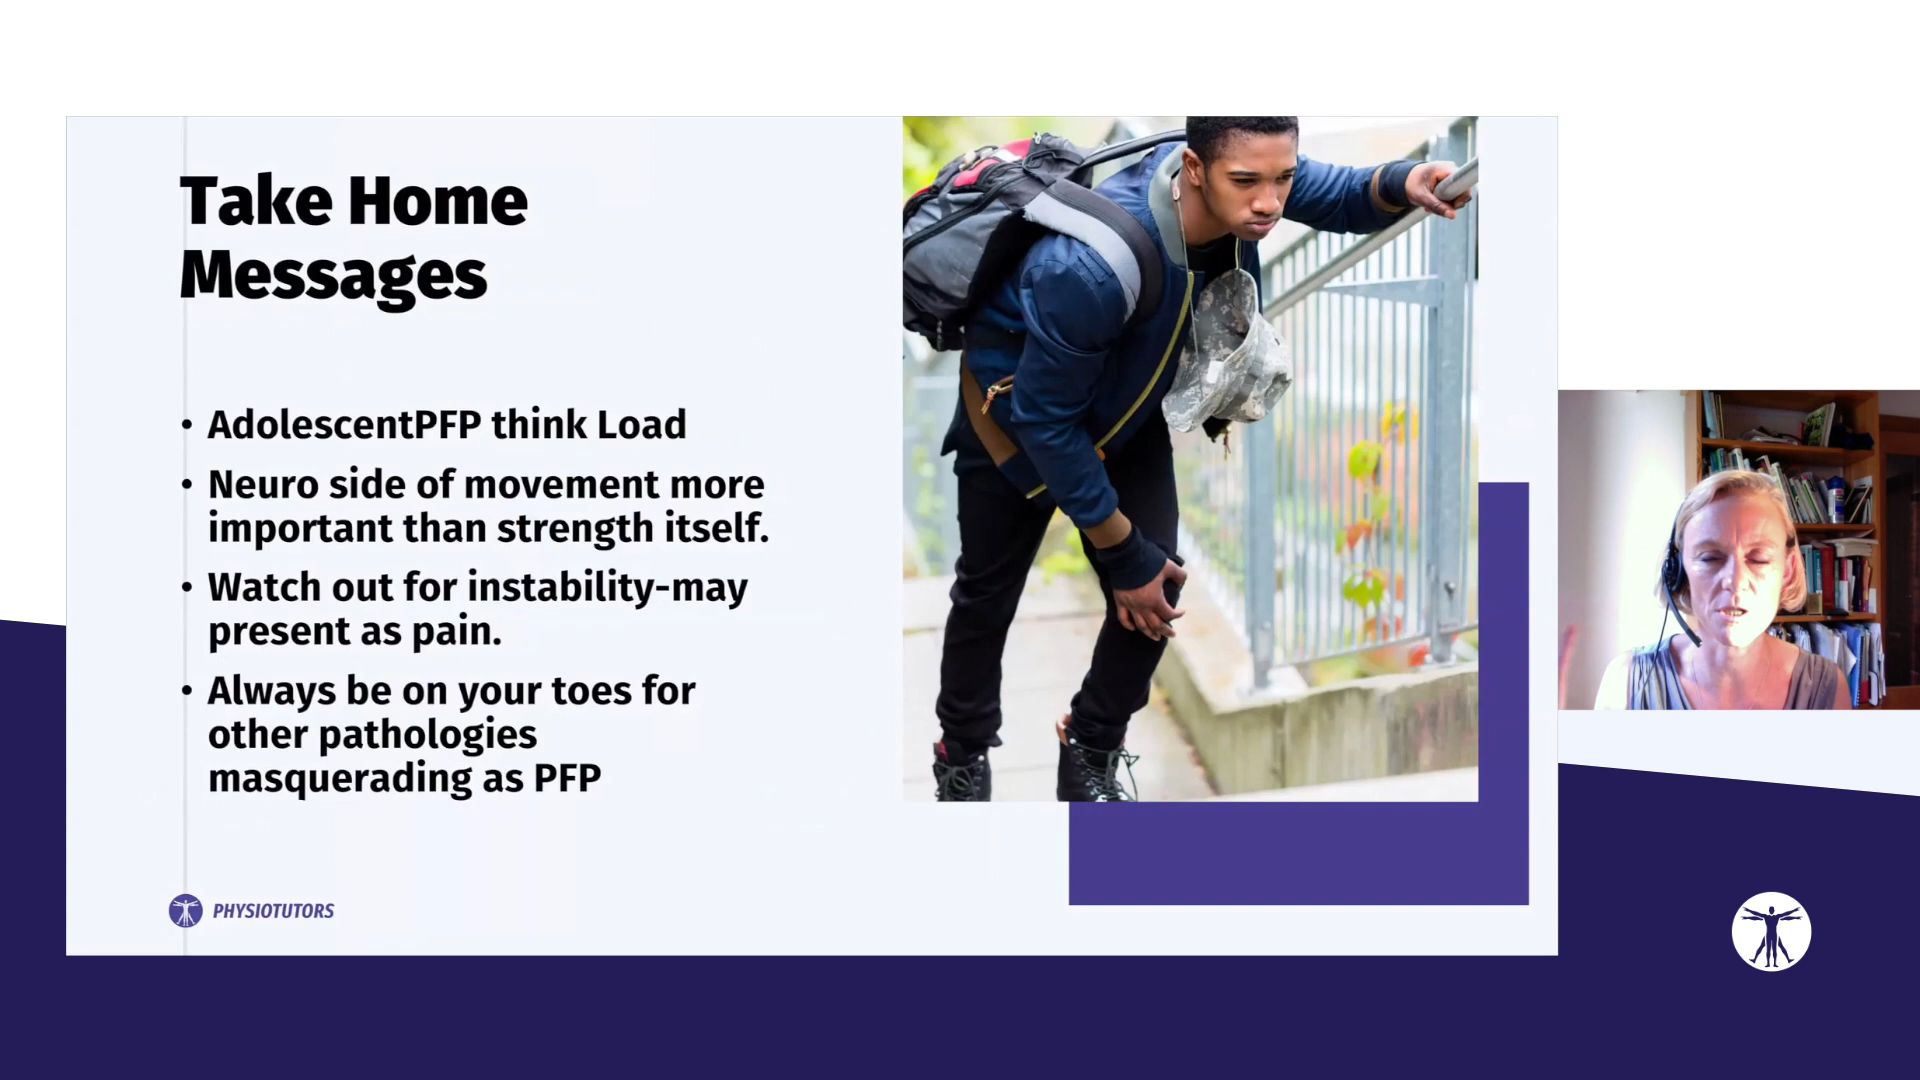 Take Home
Messages
• AdolescentPFP think Load
• Neuro side of movement more
important than strength itself.
• Watch out for instability-may
present as pain.
• Always be on your toes for
other pathologies
masquerading as PFP
PHYSIOTUTORS